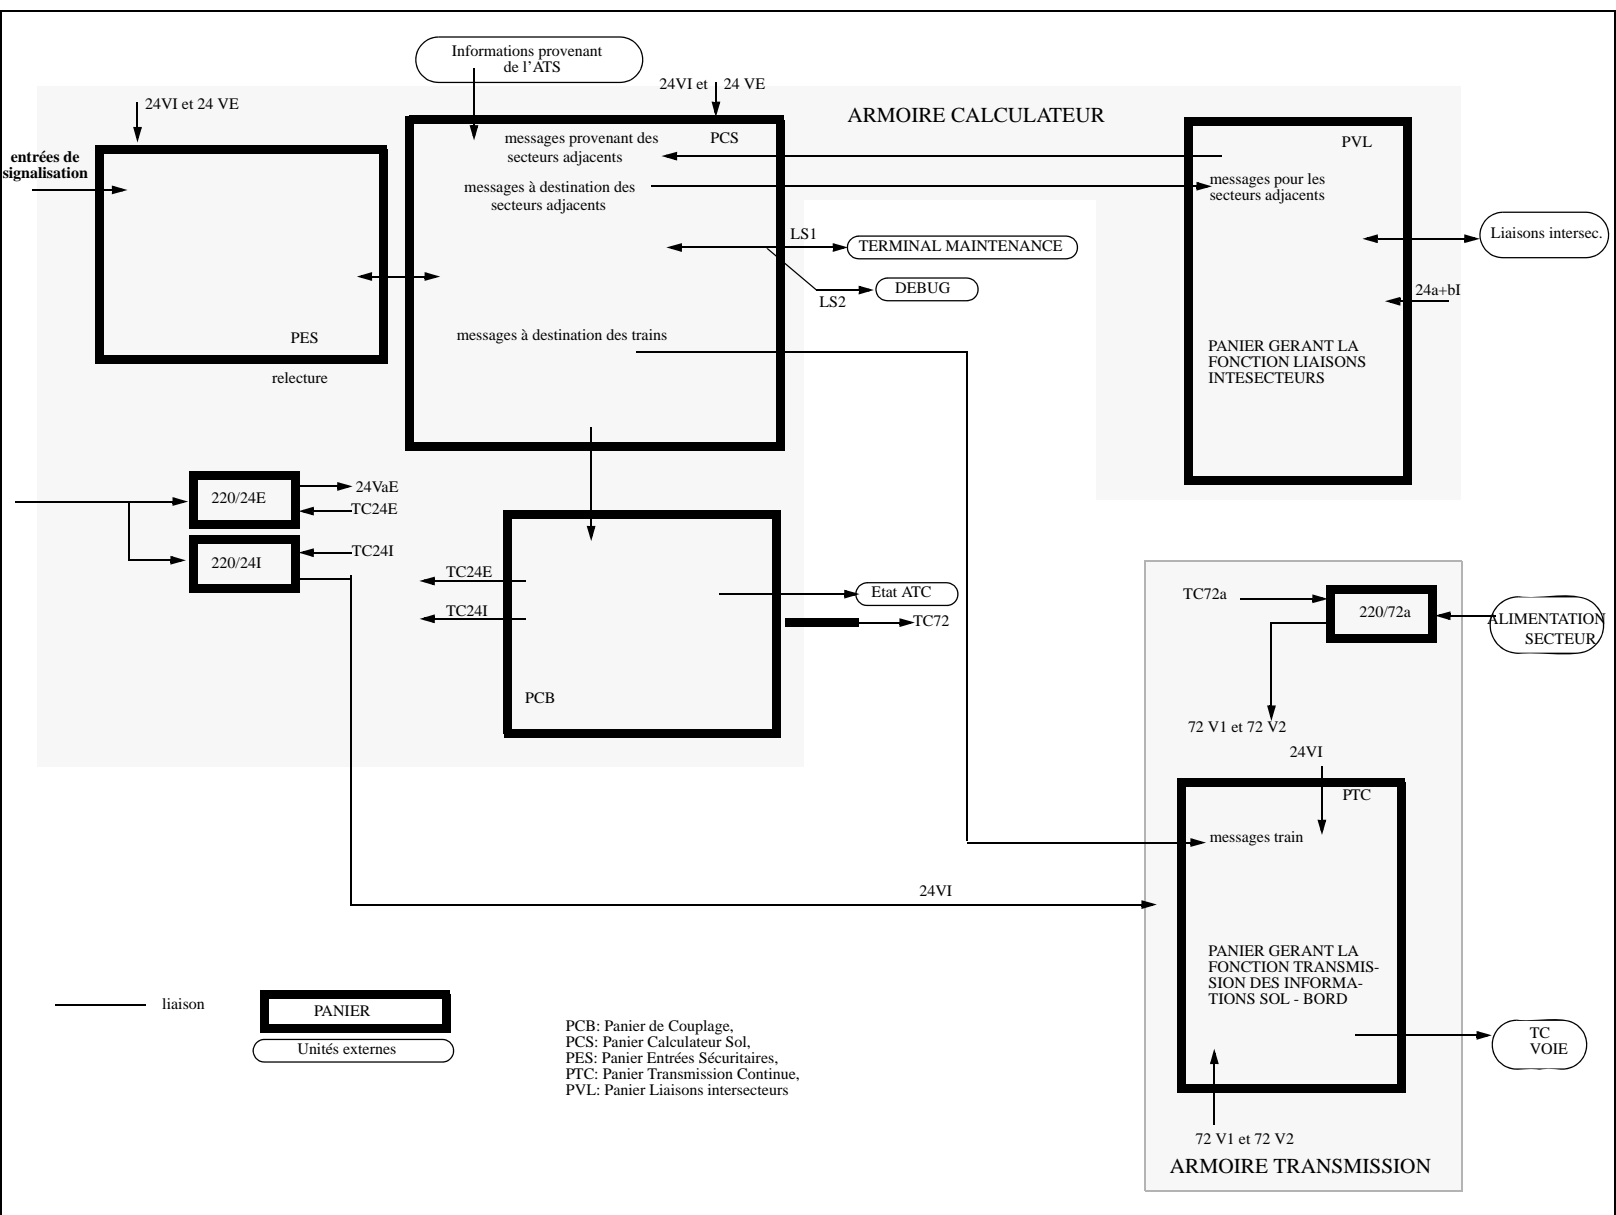 Informations provenant
de l'ATS
24VI et 24 VE
24VI et 24 VE
ARMOIRE CALCULATEUR
entrées de
signalisation
messages provenant des
secteurs adjacents
PCS
PVL
messages à destination des
secteurs adjacents
messages pour les
secteurs adjacents
LS1
TERMINAL MAINTENANCE
Liaisons intersec.
LS2
DEBUG
24a+bI
PES
messages à destination des trains
PANIER GERANT LA
FONCTION LIAISONS
INTESECTEURS
relecture
220/24E
24VaE
TC24E
220/24I
TC24I
TC24E
TC24I
Etat ATC
TC72
PCB
TC72a
220/72a
ALIMENTATION
SECTEUR
72 V1 et 72 V2
24VI
PTC
messages train
24VI
PANIER GERANT LA
FONCTION TRANSMIS-
SION DES INFORMA-
TIONS SOL - BORD
liaison
PANIER
Unités externes
PCB: Panier de Couplage,
PCS: Panier Calculateur Sol,
PES: Panier Entrées Sécuritaires,
PTC: Panier Transmission Continue,
PVL: Panier Liaisons intersecteurs
TC
VOIE
72 V1 et 72 V2
ARMOIRE TRANSMISSION